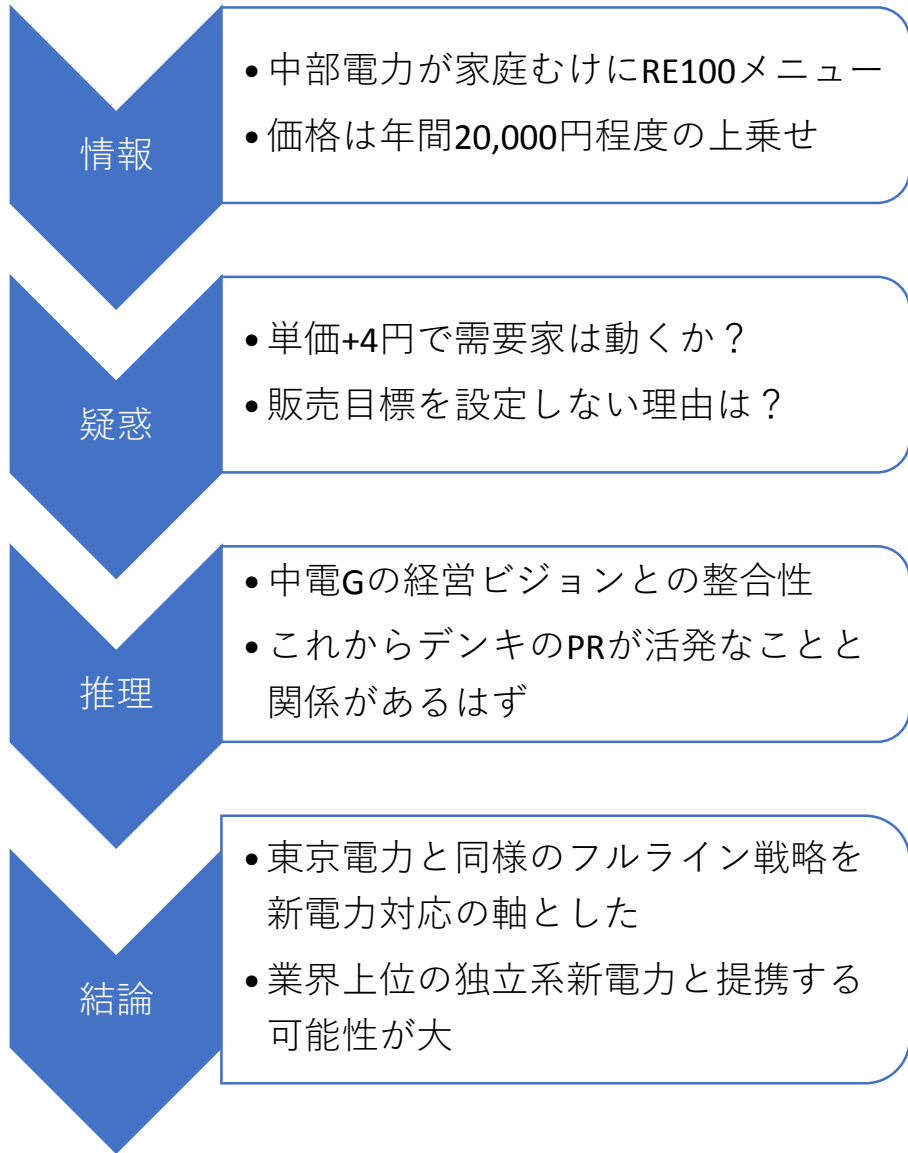 情報
•中部電力が家庭むけにRE100メニュー
•価格は年間20,000円程度の上乗せ
疑惑
•単価+4円で需要家は動くか？
•販売目標を設定しない理由は？
推理
•中電Gの経営ビジョンとの整合性
•これからデンキのPRが活発なことと
関係があるはず
結論
•東京電力と同様のフルライン戦略を
新電力対応の軸とした
•業界上位の独立系新電力と提携する
可能性が大